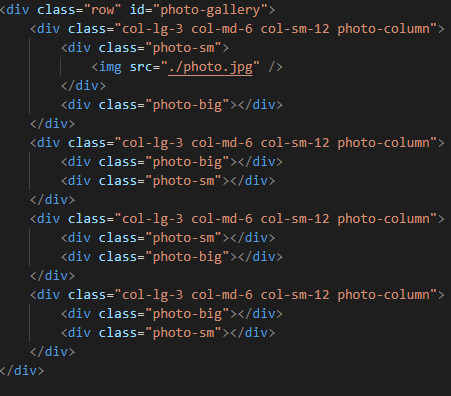 <div class="row" id="photo-gallery">
    <div class="col-lg-3 col-md-6 col-sm-12 photo-column">
        <div class="photo-sm">
            <img src="./photo.jpg" />
        </div>
        <div class="photo-big"></div>
    </div>
    <div class="col-lg-3 col-md-6 col-sm-12 photo-column">
        <div class="photo-big"></div>
        <div class="photo-sm"></div>
    </div>
    <div class="col-lg-3 col-md-6 col-sm-12 photo-column">
        <div class="photo-sm"></div>
        <div class="photo-big"></div>
    </div>
    <div class="col-lg-3 col-md-6 col-sm-12 photo-column">
        <div class="photo-big"></div>
        <div class="photo-sm"></div>
    </div>
</div>